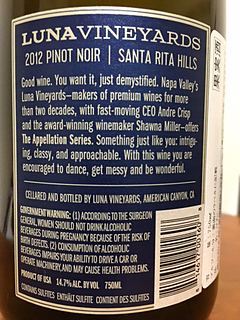 LUNAVINEYARDS
2012 PINOT NOIR | SANTA RITA HILLS
Good wine. You want it, just demystified. Napa Valley's
Luna Vineyards—makers of premium wines for more
than two decades, with fast-moving CEO Andre Crisp
and the award-winning winemaker Shawna Miller—offers
The Appellation Series. Something just like you: intrigu-
ing, classy, and approachable. With this wine you are
encouraged to dance, get messy and be wonderful.
CELLARED AND BOTTLED BY LUNA VINEYARDS, AMERICAN CANYON, CA
GOVERNMENT WARNING: (1) ACCORDING TO THE SURGEON
GENERAL, WOMEN SHOULD NOT DRINK ALCOHOLIC
BEVERAGES DURING PREGNANCY BECAUSE OF THE RISK OF
BIRTH DEFECTS. (2) CONSUMPTION OF ALCOHOLIC
BEVERAGES IMPAIRS YOUR ABILITY TO DRIVE A CAR OR
OPERATE MACHINERY, AND MAY CAUSE HEALTH PROBLEMS.
PRODUCT OF USA 14.7% ALC. BY VOL 750ML
CONTAINS SULFITES ENTHÄLT SULFITE CONTIENT DES SULFITES